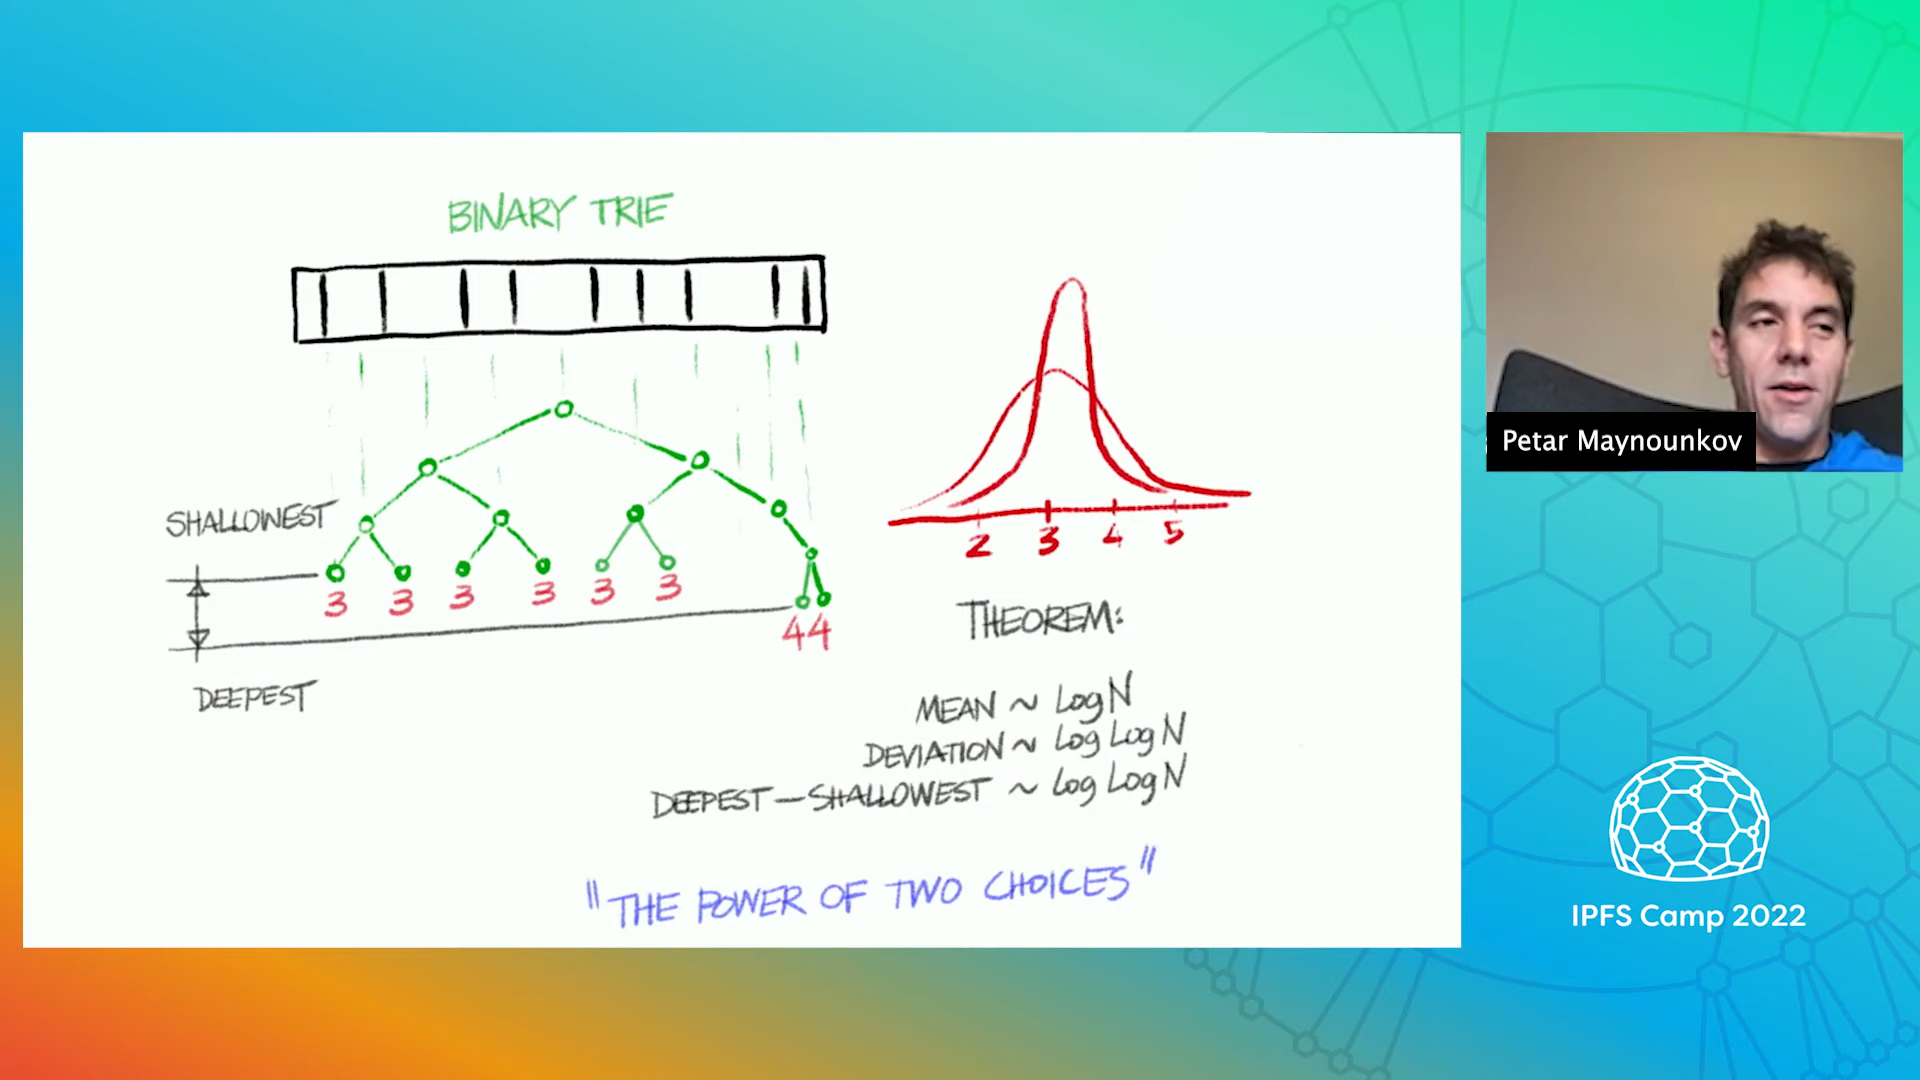 BINARY TRIE
SHALLOWEST
3 3 3 3 3 3
44
DEEPEST
2 3 4 5
THEOREM:
MEAN ~ Log N
DEVIATION ~ Log Log N
DEEPEST — SHALLOWEST ~ Log Log N
"THE POWER OF TWO CHOICES"
Petar Maynounkov
IPFS Camp 2022